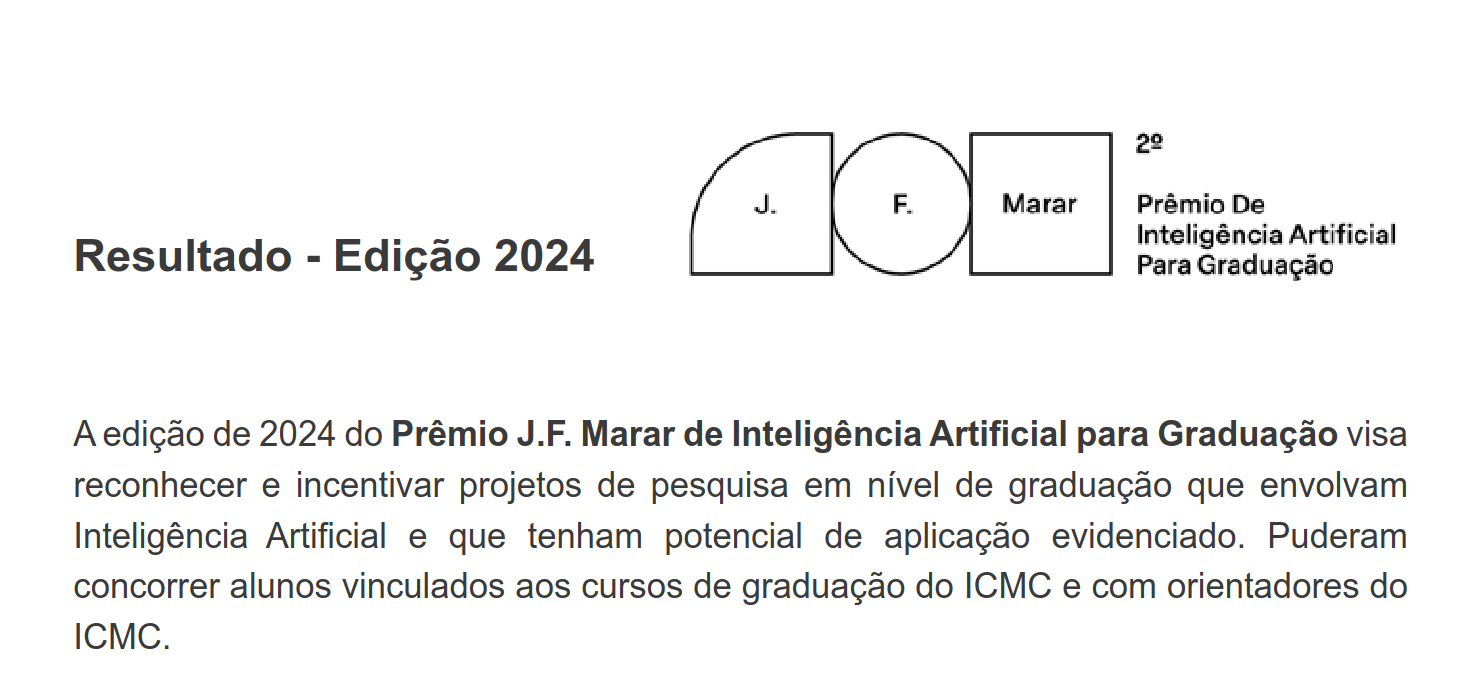 Resultado - Edição 2024
J.
F.
Marar
2º
Prêmio De
Inteligência Artificial
Para Graduação
A edição de 2024 do Prêmio J.F. Marar de Inteligência Artificial para Graduação visa
reconhecer e incentivar projetos de pesquisa em nível de graduação que envolvam
Inteligência Artificial e que tenham potencial de aplicação evidenciado. Puderam
concorrer alunos vinculados aos cursos de graduação do ICMC e com orientadores do
ICMC.